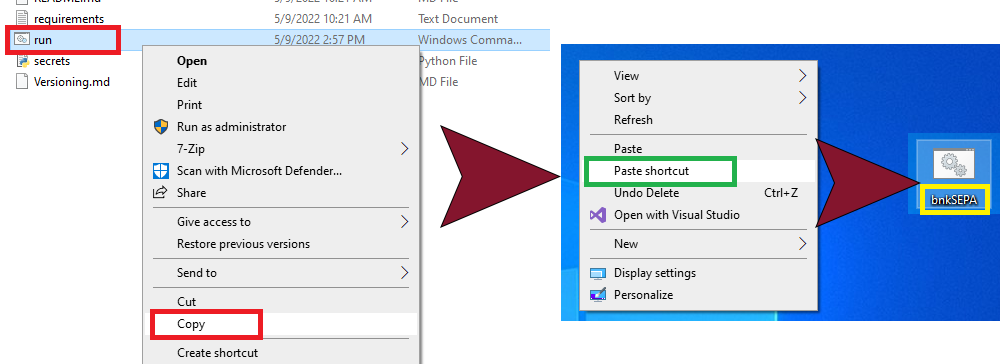 README.md 5/9/2022 10:21 AM MD File
requirements 5/9/2022 10:21 AM Text Document
run 5/9/2022 2:57 PM Windows Comma...
secrets Python File
Versioning.md MD File
Open
Edit
Print
Run as administrator
7-Zip
Scan with Microsoft Defender...
Share
Give access to
Restore previous versions
Send to
Cut
Copy
Create shortcut
View
Sort by
Refresh
Paste
Paste shortcut
Undo Delete Ctrl+Z
Open with Visual Studio
New
Display settings
Personalize
bnkSEPA